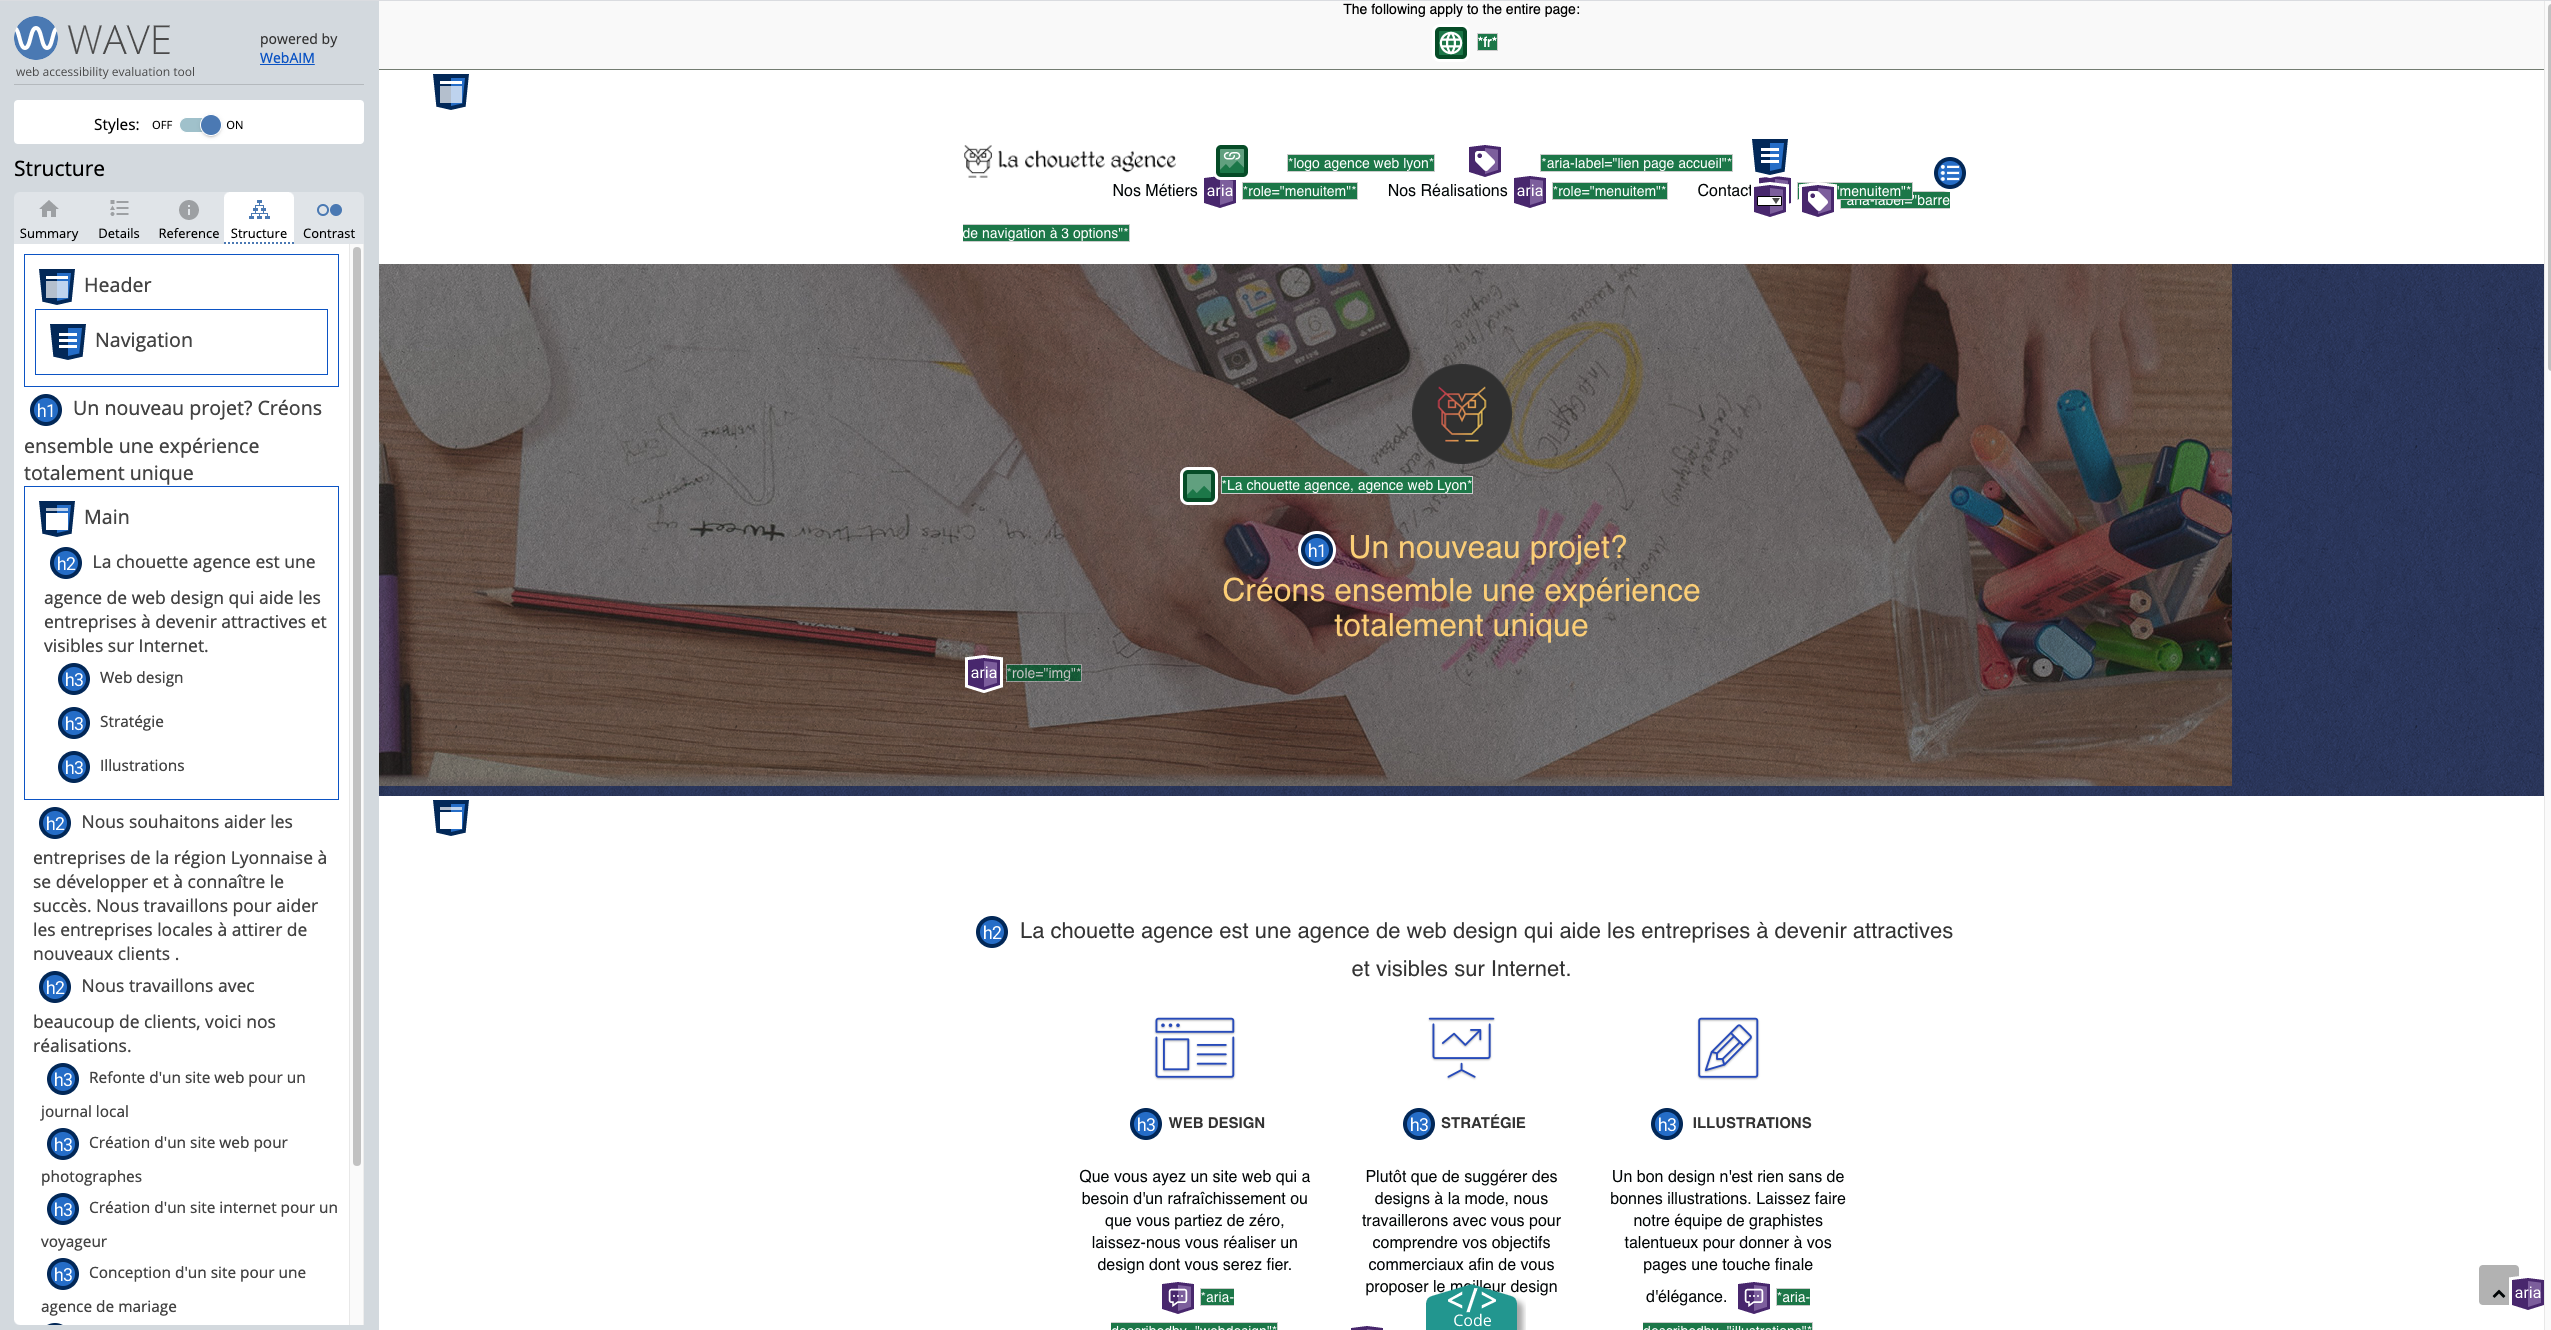 WAVE
powered by
WebAIM
web accessibility evaluation tool
Styles: OFF ON
Structure
Summary Details Reference Structure Contrast
Header
Navigation
h1 Un nouveau projet? Créons
ensemble une expérience
totalement unique
Main
h2 La chouette agence est une
agence de web design qui aide les
entreprises à devenir attractives et
visibles sur Internet.
h3 Web design
h3 Stratégie
h3 Illustrations
h2 Nous souhaitons aider les
entreprises de la région Lyonnaise à
se développer et à connaître le
succès. Nous travaillons pour aider
les entreprises locales à attirer de
nouveaux clients .
h2 Nous travaillons avec
beaucoup de clients, voici nos
réalisations.
h3 Refonte d'un site web pour un
journal local
h3 Création d'un site web pour
photographes
h3 Création d'un site internet pour un
voyageur
h3 Conception d'un site pour une
agence de mariage
The following apply to the entire page:
*fr*
La chouette agence *logo agence web lyon* *aria-label="lien page accueil"*
Nos Métiers aria *role="menuitem"* Nos Réalisations aria *role="menuitem"* Contact "menuitem"*
aria-label="barre
de navigation à 3 options"*
*La chouette agence, agence web Lyon*
h1 Un nouveau projet?
Créons ensemble une expérience
totalement unique
aria *role="img"*
h2 La chouette agence est une agence de web design qui aide les entreprises à devenir attractives
et visibles sur Internet.
h3 WEB DESIGN
Que vous ayez un site web qui a
besoin d'un rafraîchissement ou
que vous partiez de zéro,
laissez-nous vous réaliser un
design dont vous serez fier.
*aria-
describedby="webdesign"*
h3 STRATÉGIE
Plutôt que de suggérer des
designs à la mode, nous
travaillerons avec vous pour
comprendre vos objectifs
commerciaux afin de vous
proposer le meilleur design
h3 ILLUSTRATIONS
Un bon design n'est rien sans de
bonnes illustrations. Laissez faire
notre équipe de graphistes
talentueux pour donner à vos
pages une touche finale
d'élégance. *aria-
describedby="illustrations"*
</> Code
aria